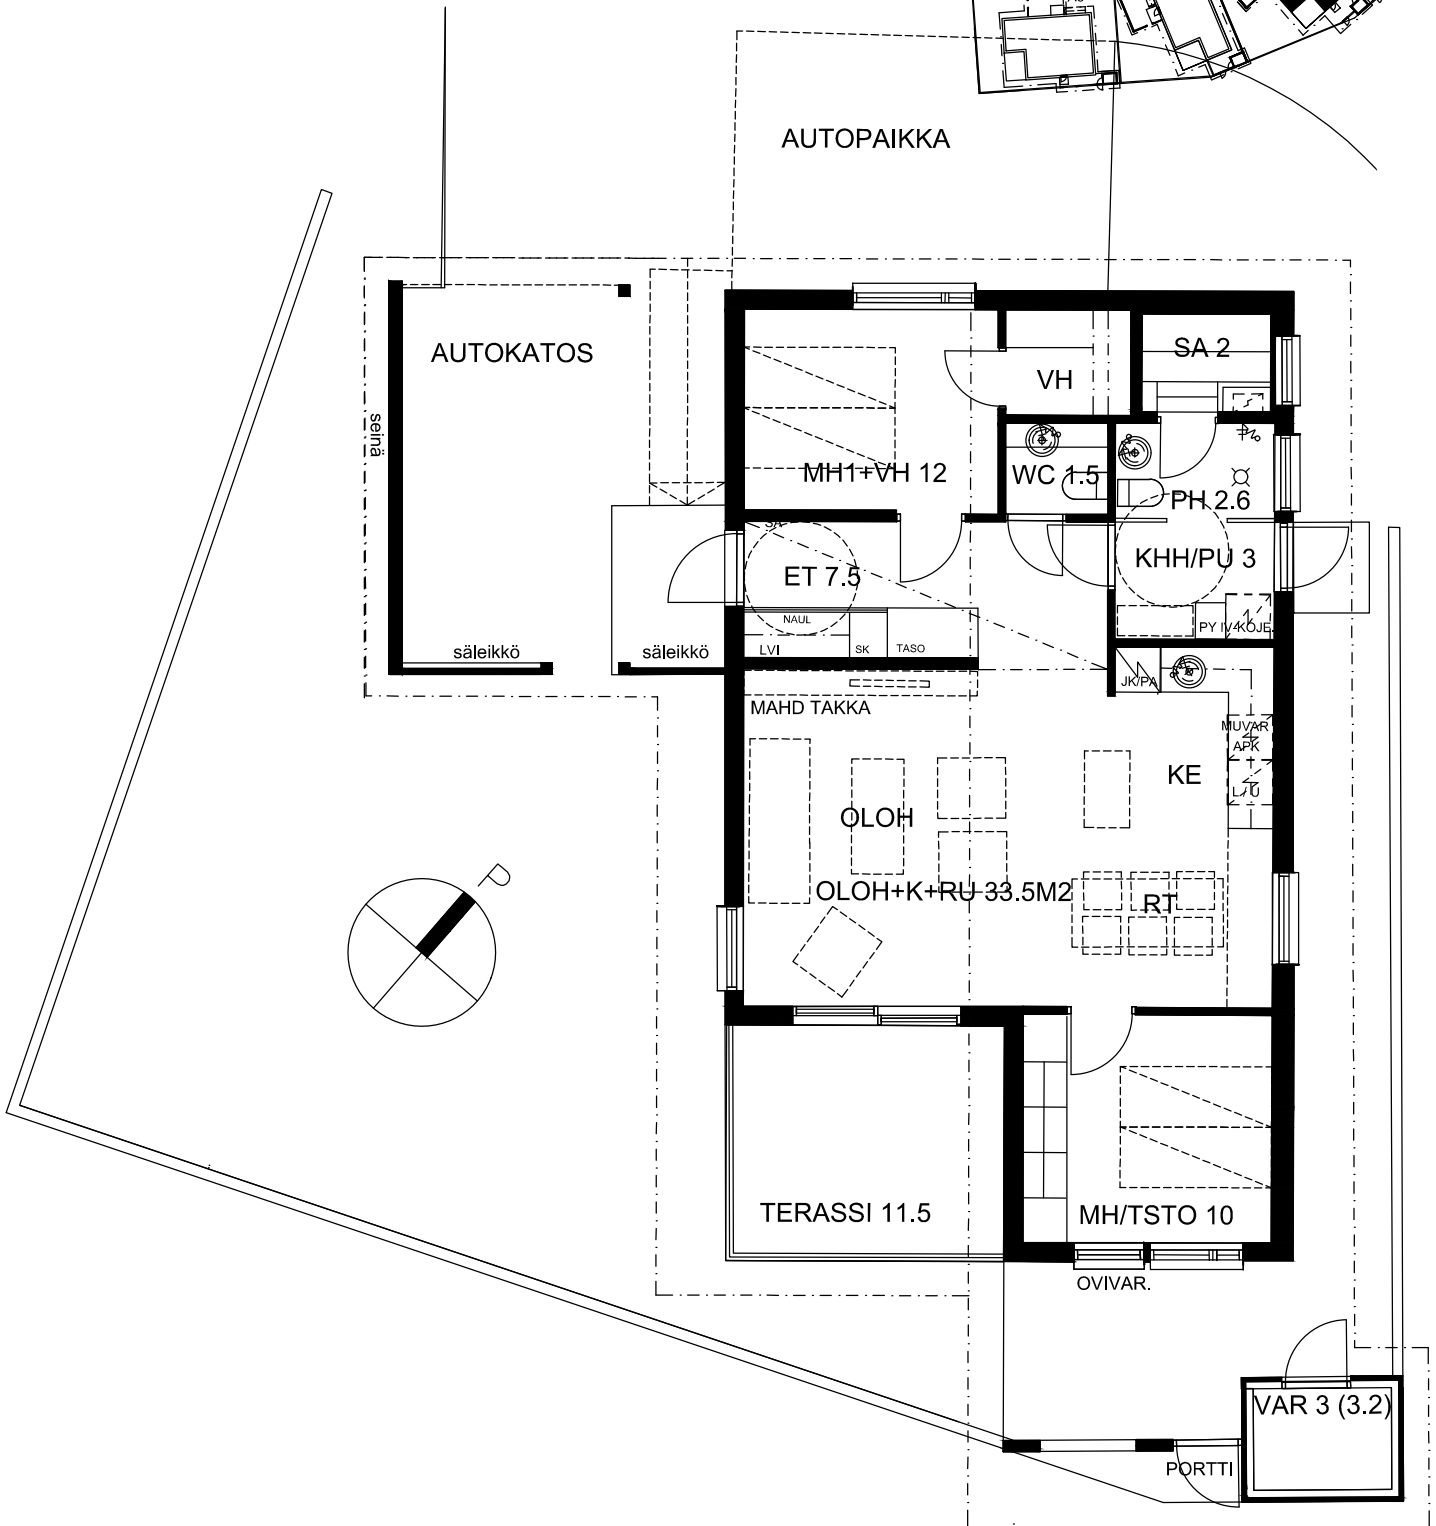 AUTOPAIKKA
AUTOKATOS
seinä
SA 2
VH
MH1+VH 12
WC 1.5
PH 2.6
SA
ET 7.5
KHH/PU 3
NAUL
PY IV-KOJE
LVI
SK
TASO
säleikkö
säleikkö
JK/PA
MAHD TAKKA
MUVAR
APK
KE
L/U
OLOH
OLOH+K+RU 33.5M2
RT
P
TERASSI 11.5
MH/TSTO 10
OVIVAR.
VAR 3 (3.2)
PORTTI